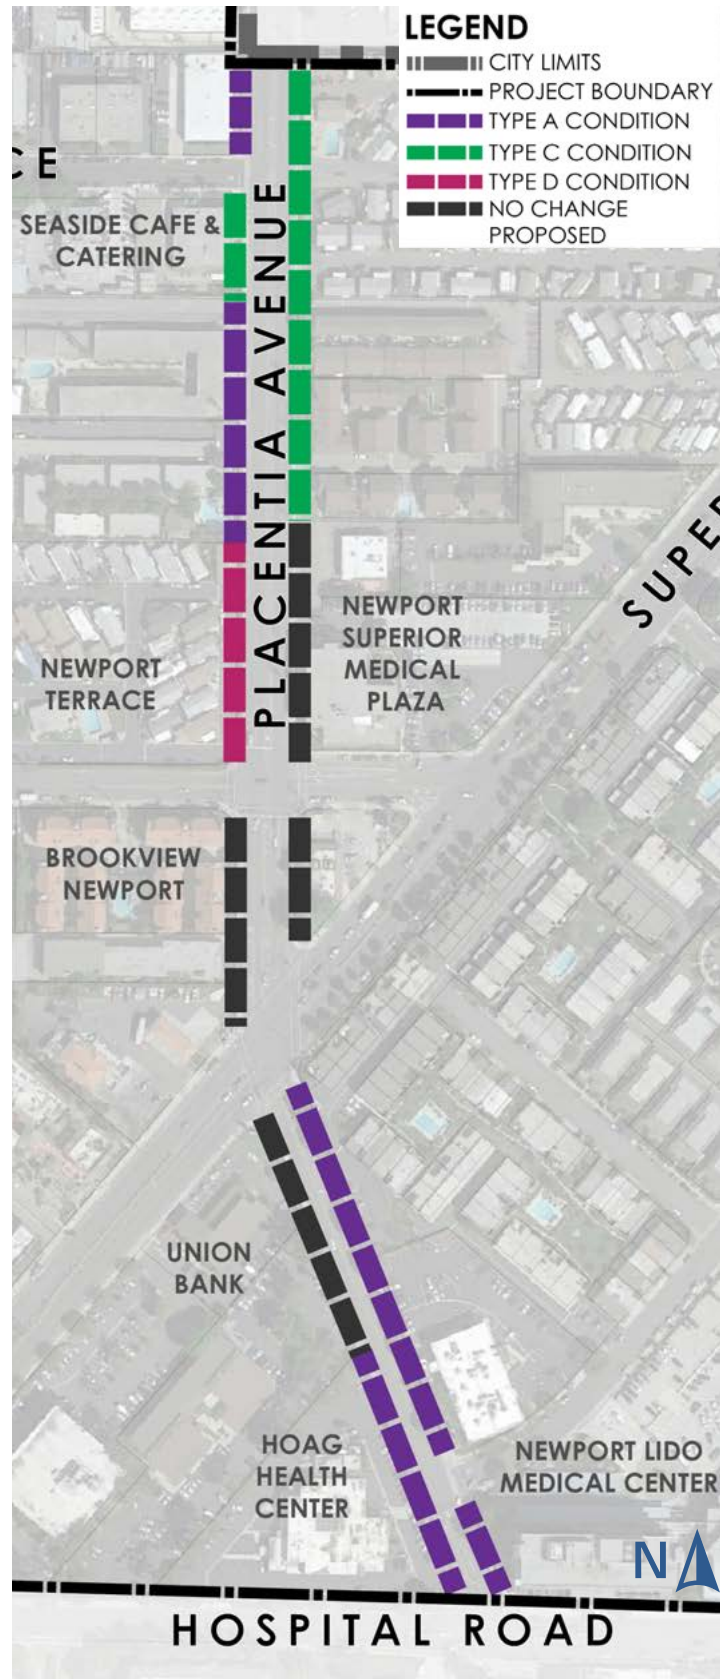 LEGEND
CITY LIMITS
PROJECT BOUNDARY
TYPE A CONDITION
TYPE C CONDITION
TYPE D CONDITION
NO CHANGE
PROPOSED
CE
SEASIDE CAFE &
CATERING
PLACENTIA AVENUE
SUPER
NEWPORT
SUPERIOR
MEDICAL
PLAZA
NEWPORT
TERRACE
BROOKVIEW
NEWPORT
UNION
BANK
HOAG
HEALTH
CENTER
NEWPORT LIDO
MEDICAL CENTER
N
HOSPITAL ROAD